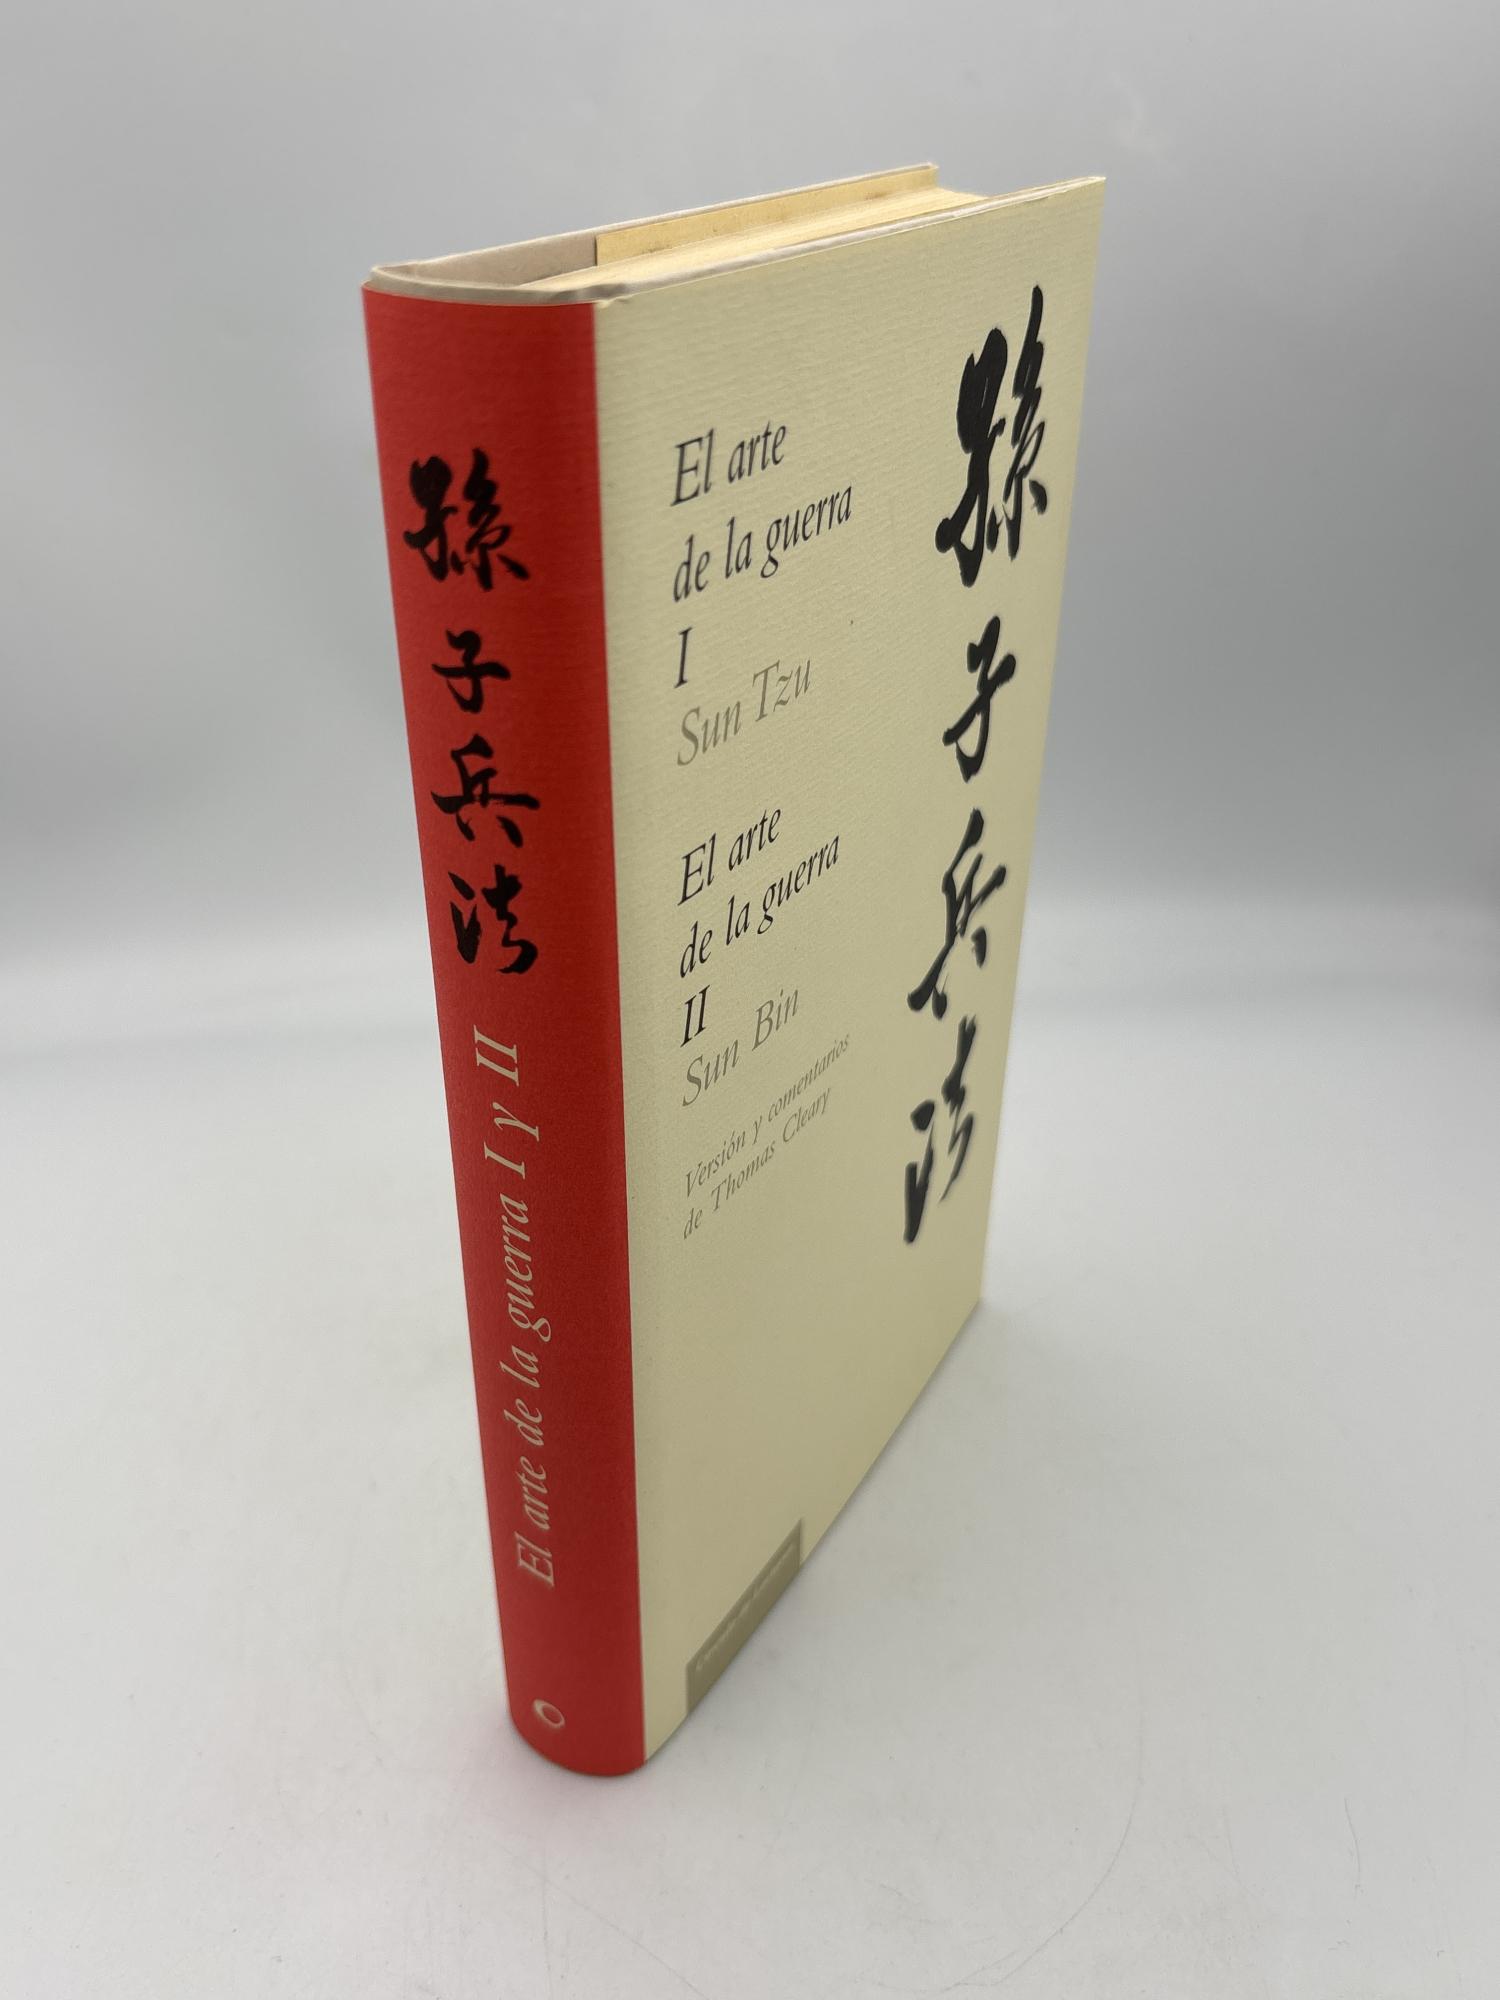 孫子兵法
El arte de la guerra I y II
El arte
de la guerra
I
Sun Tzu
El arte
de la guerra
II
Sun Bin
Versión y comentarios
de Thomas Cleary
孫子兵法